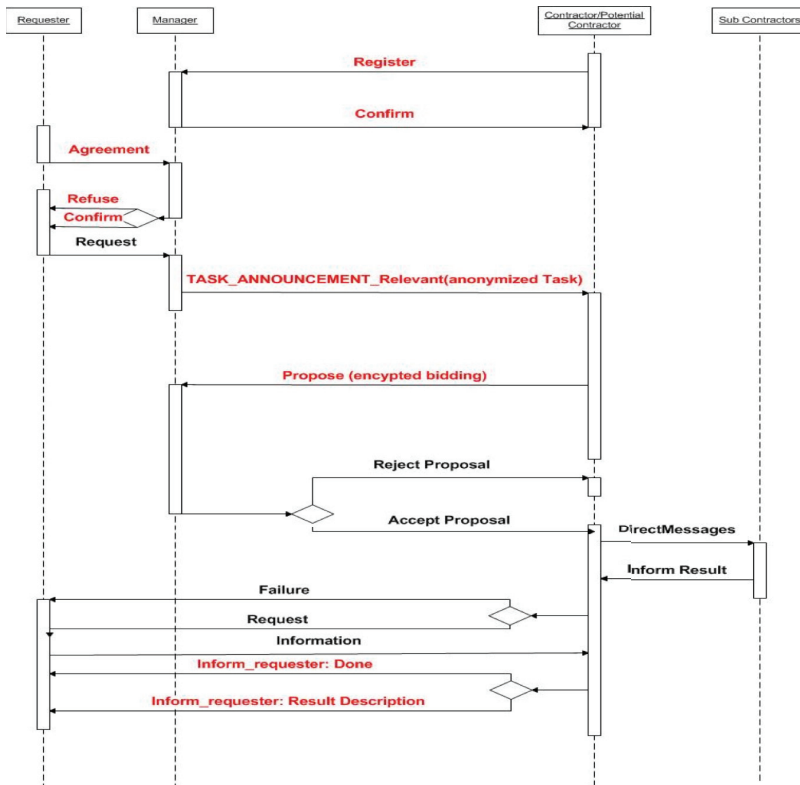 Requester
Manager
Contractor/Potential
Contractor
Sub Contractors
Register
Confirm
Agreement
Refuse
Confirm
Request
TASK_ANNOUNCEMENT_Relevant(anonymized Task)
Propose (encypted bidding)
Reject Proposal
Accept Proposal
DirectMessages
Inform Result
Failure
Request
Information
Inform_requester: Done
Inform_requester: Result Description